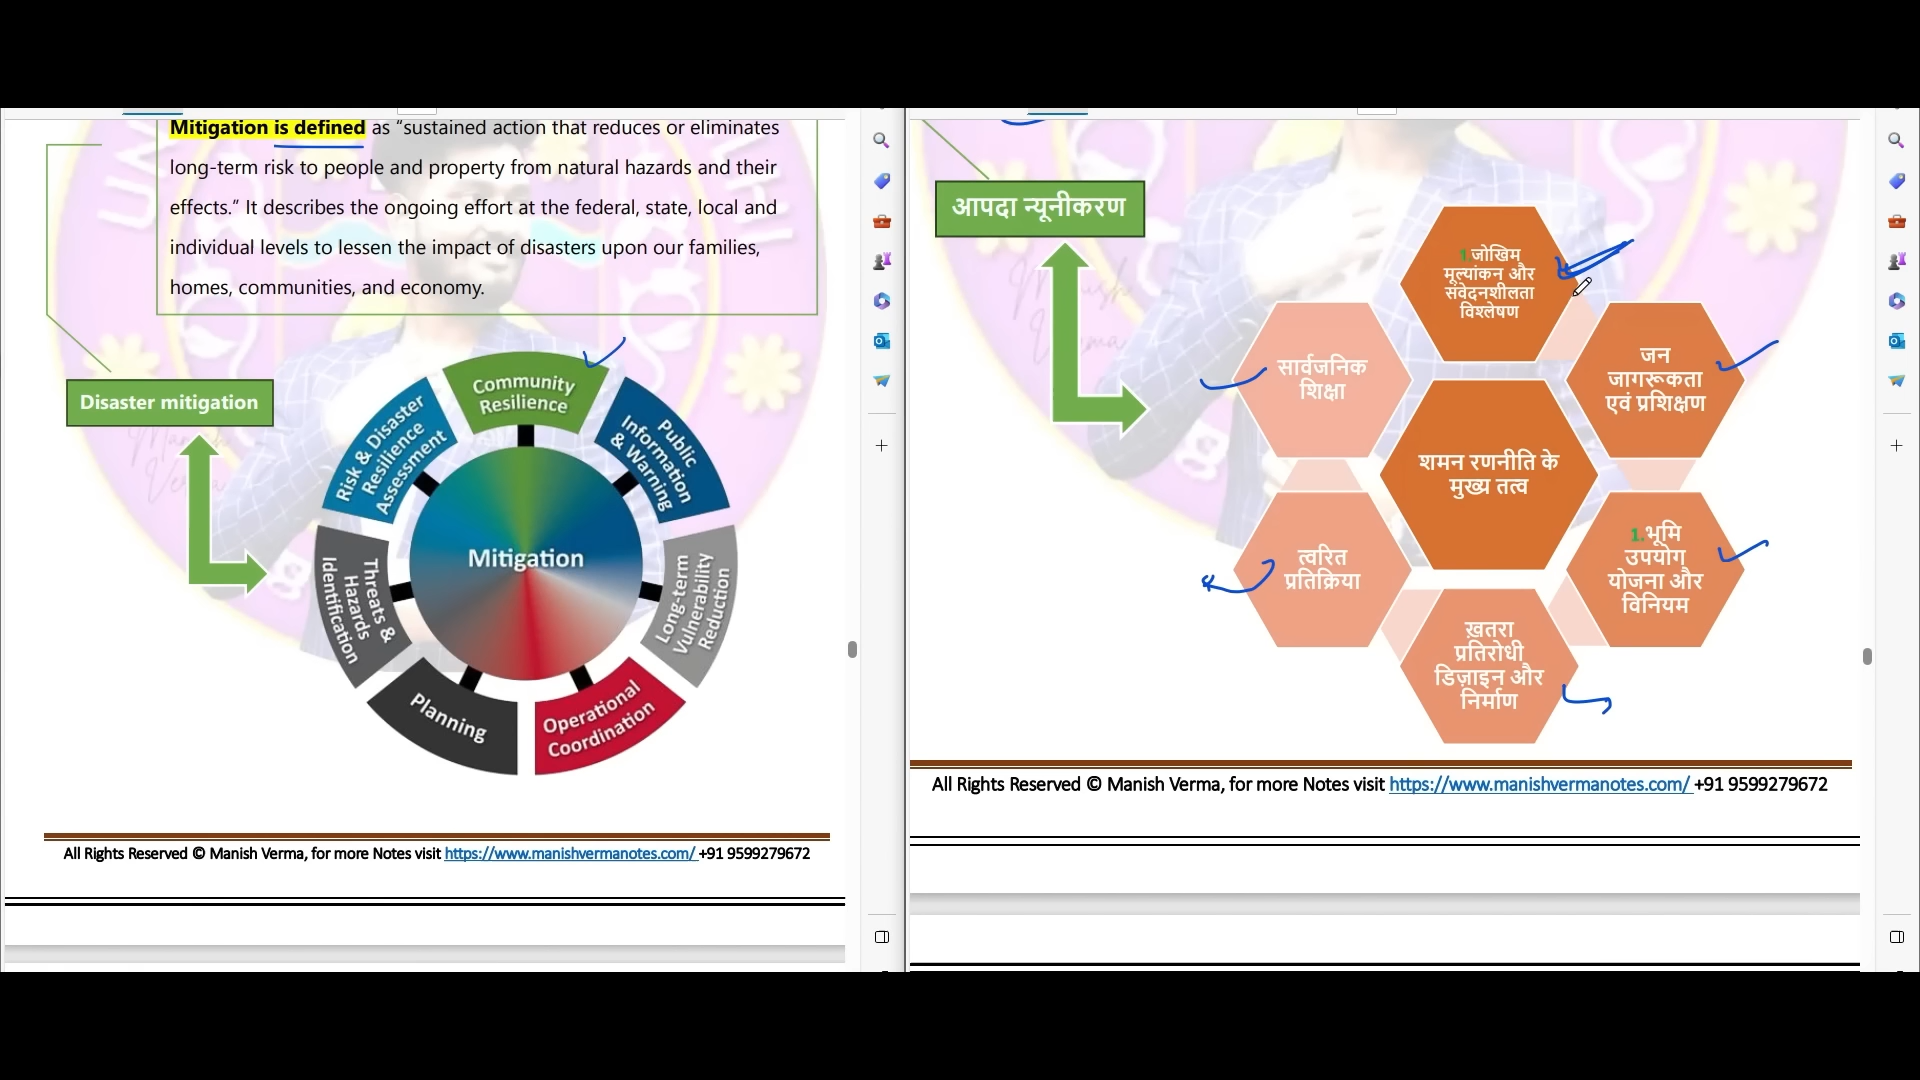 Mitigation is defined as “sustained action that reduces or eliminates
long-term risk to people and property from natural hazards and their
effects.” It describes the ongoing effort at the federal, state, local and
individual levels to lessen the impact of disasters upon our families,
homes, communities, and economy.
Disaster mitigation
Community
Resilience
Public
Information
& Warning
Long-term
Vulnerability
Reduction
Operational
Coordination
Planning
Threats &
Hazards
Identification
Risk & Disaster
Resilience
Assessment
Mitigation
All Rights Reserved © Manish Verma, for more Notes visit https://www.manishvermanotes.com/ +91 9599279672
आपदा न्यूनीकरण
1 जोखिम
मूल्यांकन और
संवेदनशीलता
विश्लेषण
जन
जागरूकता
एवं प्रशिक्षण
1.भूमि
उपयोग
योजना और
विनियम
ख़तरा
प्रतिरोधी
डिज़ाइन और
निर्माण
त्वरित
प्रतिक्रिया
सार्वजनिक
शिक्षा
शमन रणनीति के
मुख्य तत्व
All Rights Reserved © Manish Verma, for more Notes visit https://www.manishvermanotes.com/ +91 9599279672